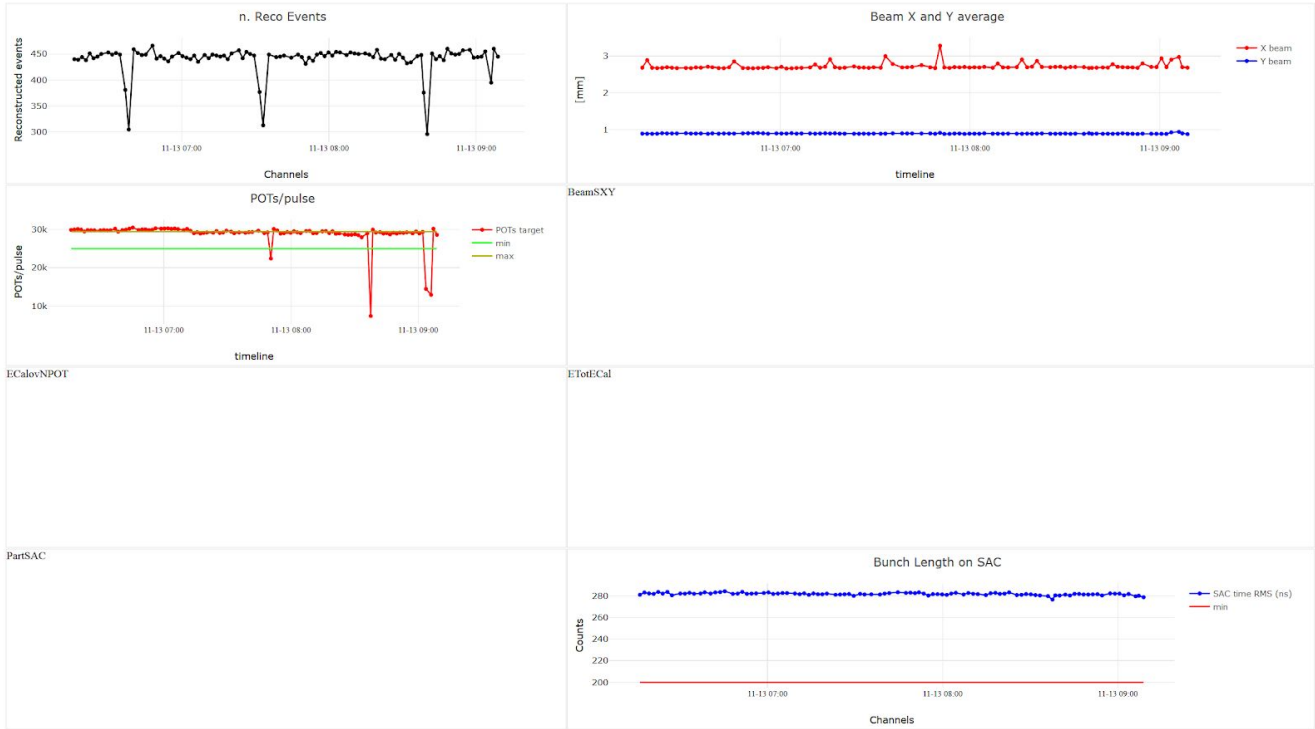 n. Reco Events
Reconstructed events
450
400
350
300
11-13 07:00
11-13 08:00
11-13 09:00
Channels
Beam X and Y average
[mm]
3
2
1
11-13 07:00
11-13 08:00
11-13 09:00
timeline
X beam
Y beam
POTs/pulse
POTs/pulse
30k
20k
10k
11-13 07:00
11-13 08:00
11-13 09:00
timeline
POTs target
min
max
BeamSXY
ECalovNPOT
ETotECal
PartSAC
Bunch Length on SAC
Counts
280
260
240
220
200
11-13 07:00
11-13 08:00
11-13 09:00
Channels
SAC time RMS (ns)
min